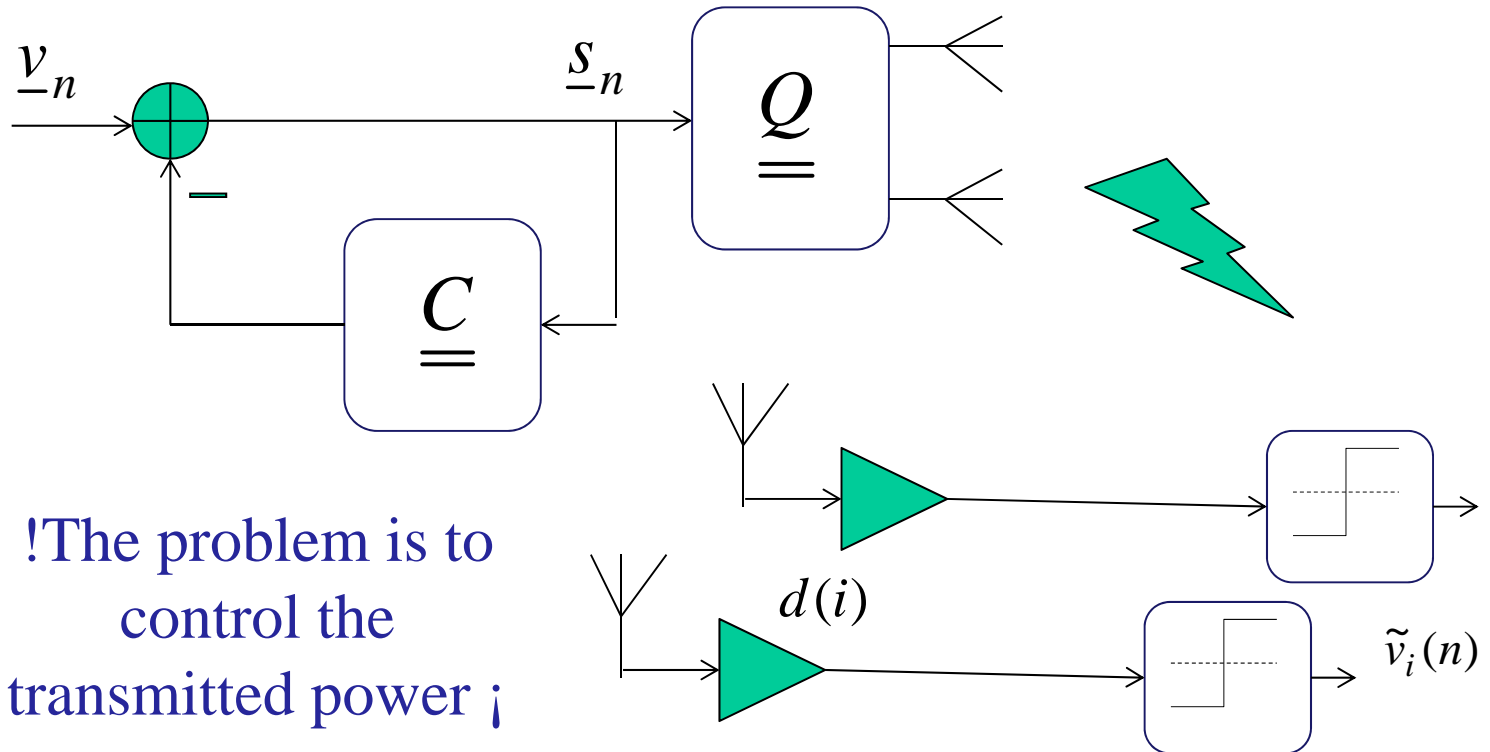 v_n
s_n
Q
C
!The problem is to
control the
transmitted power ¡
d(i)
ṽ_i(n)